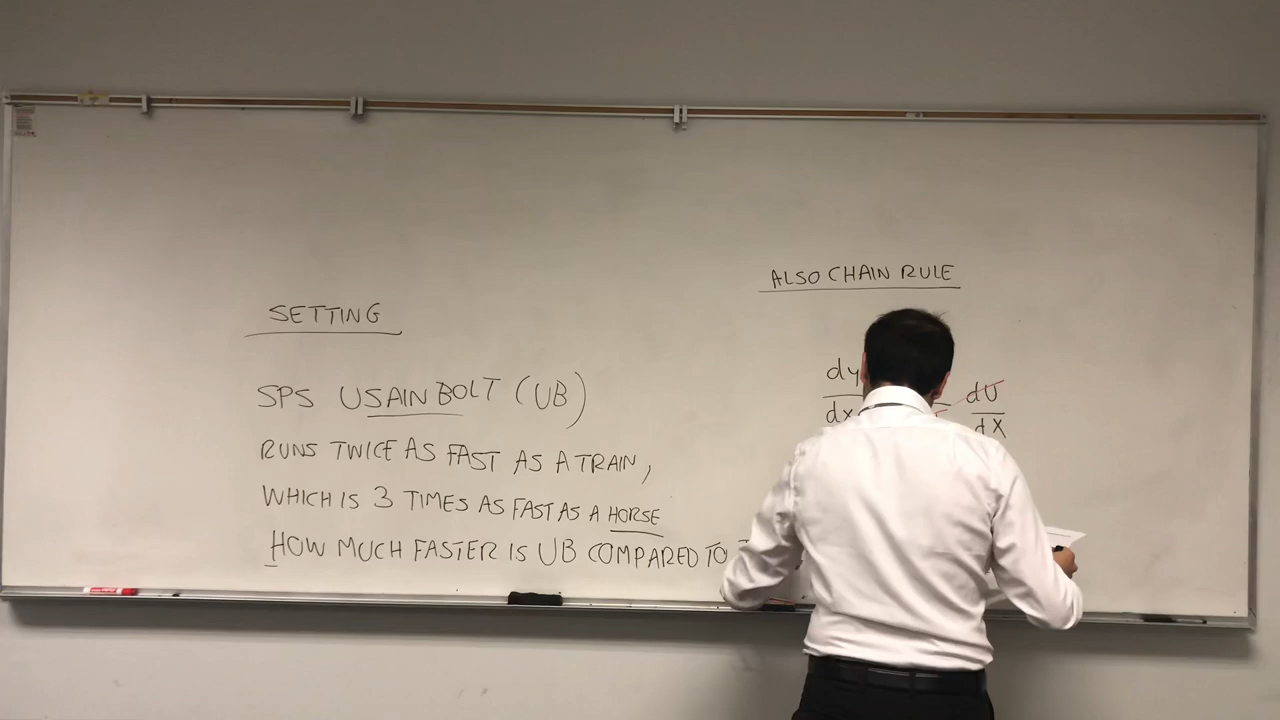 SETTING
SPS USAIN BOLT (UB)
RUNS TWICE AS FAST AS A TRAIN,
WHICH IS 3 TIMES AS FAST AS A HORSE
HOW MUCH FASTER IS UB COMPARED TO
ALSO CHAIN RULE
dy dU
dx dX